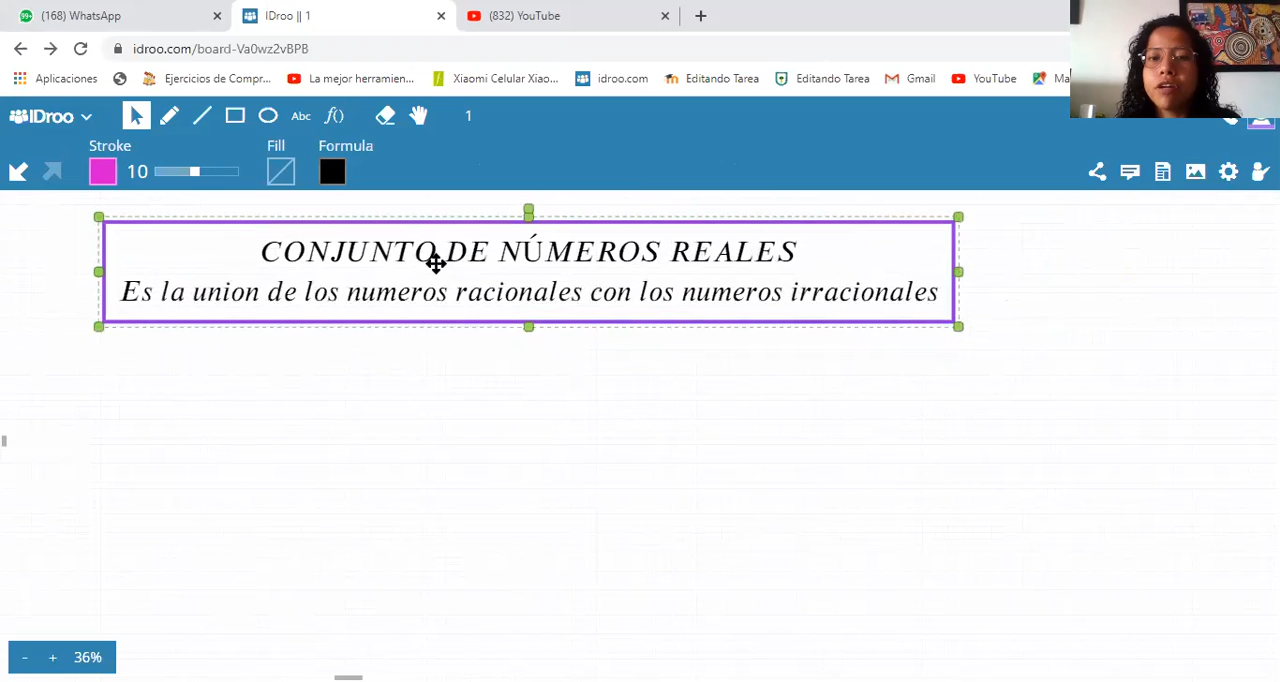 (168) WhatsApp
IDroo || 1
(832) YouTube
idroo.com/board-Va0wz2vBPB
Aplicaciones
Ejercicios de Compr...
La mejor herramien...
Xiaomi Celular Xiao...
idroo.com
Editando Tarea
Editando Tarea
Gmail
YouTube
Ma
IDroo
Abc
f()
1
Stroke
Fill
Formula
10
CONJUNTO DE NÚMEROS REALES
Es la union de los numeros racionales con los numeros irracionales
- + 36%